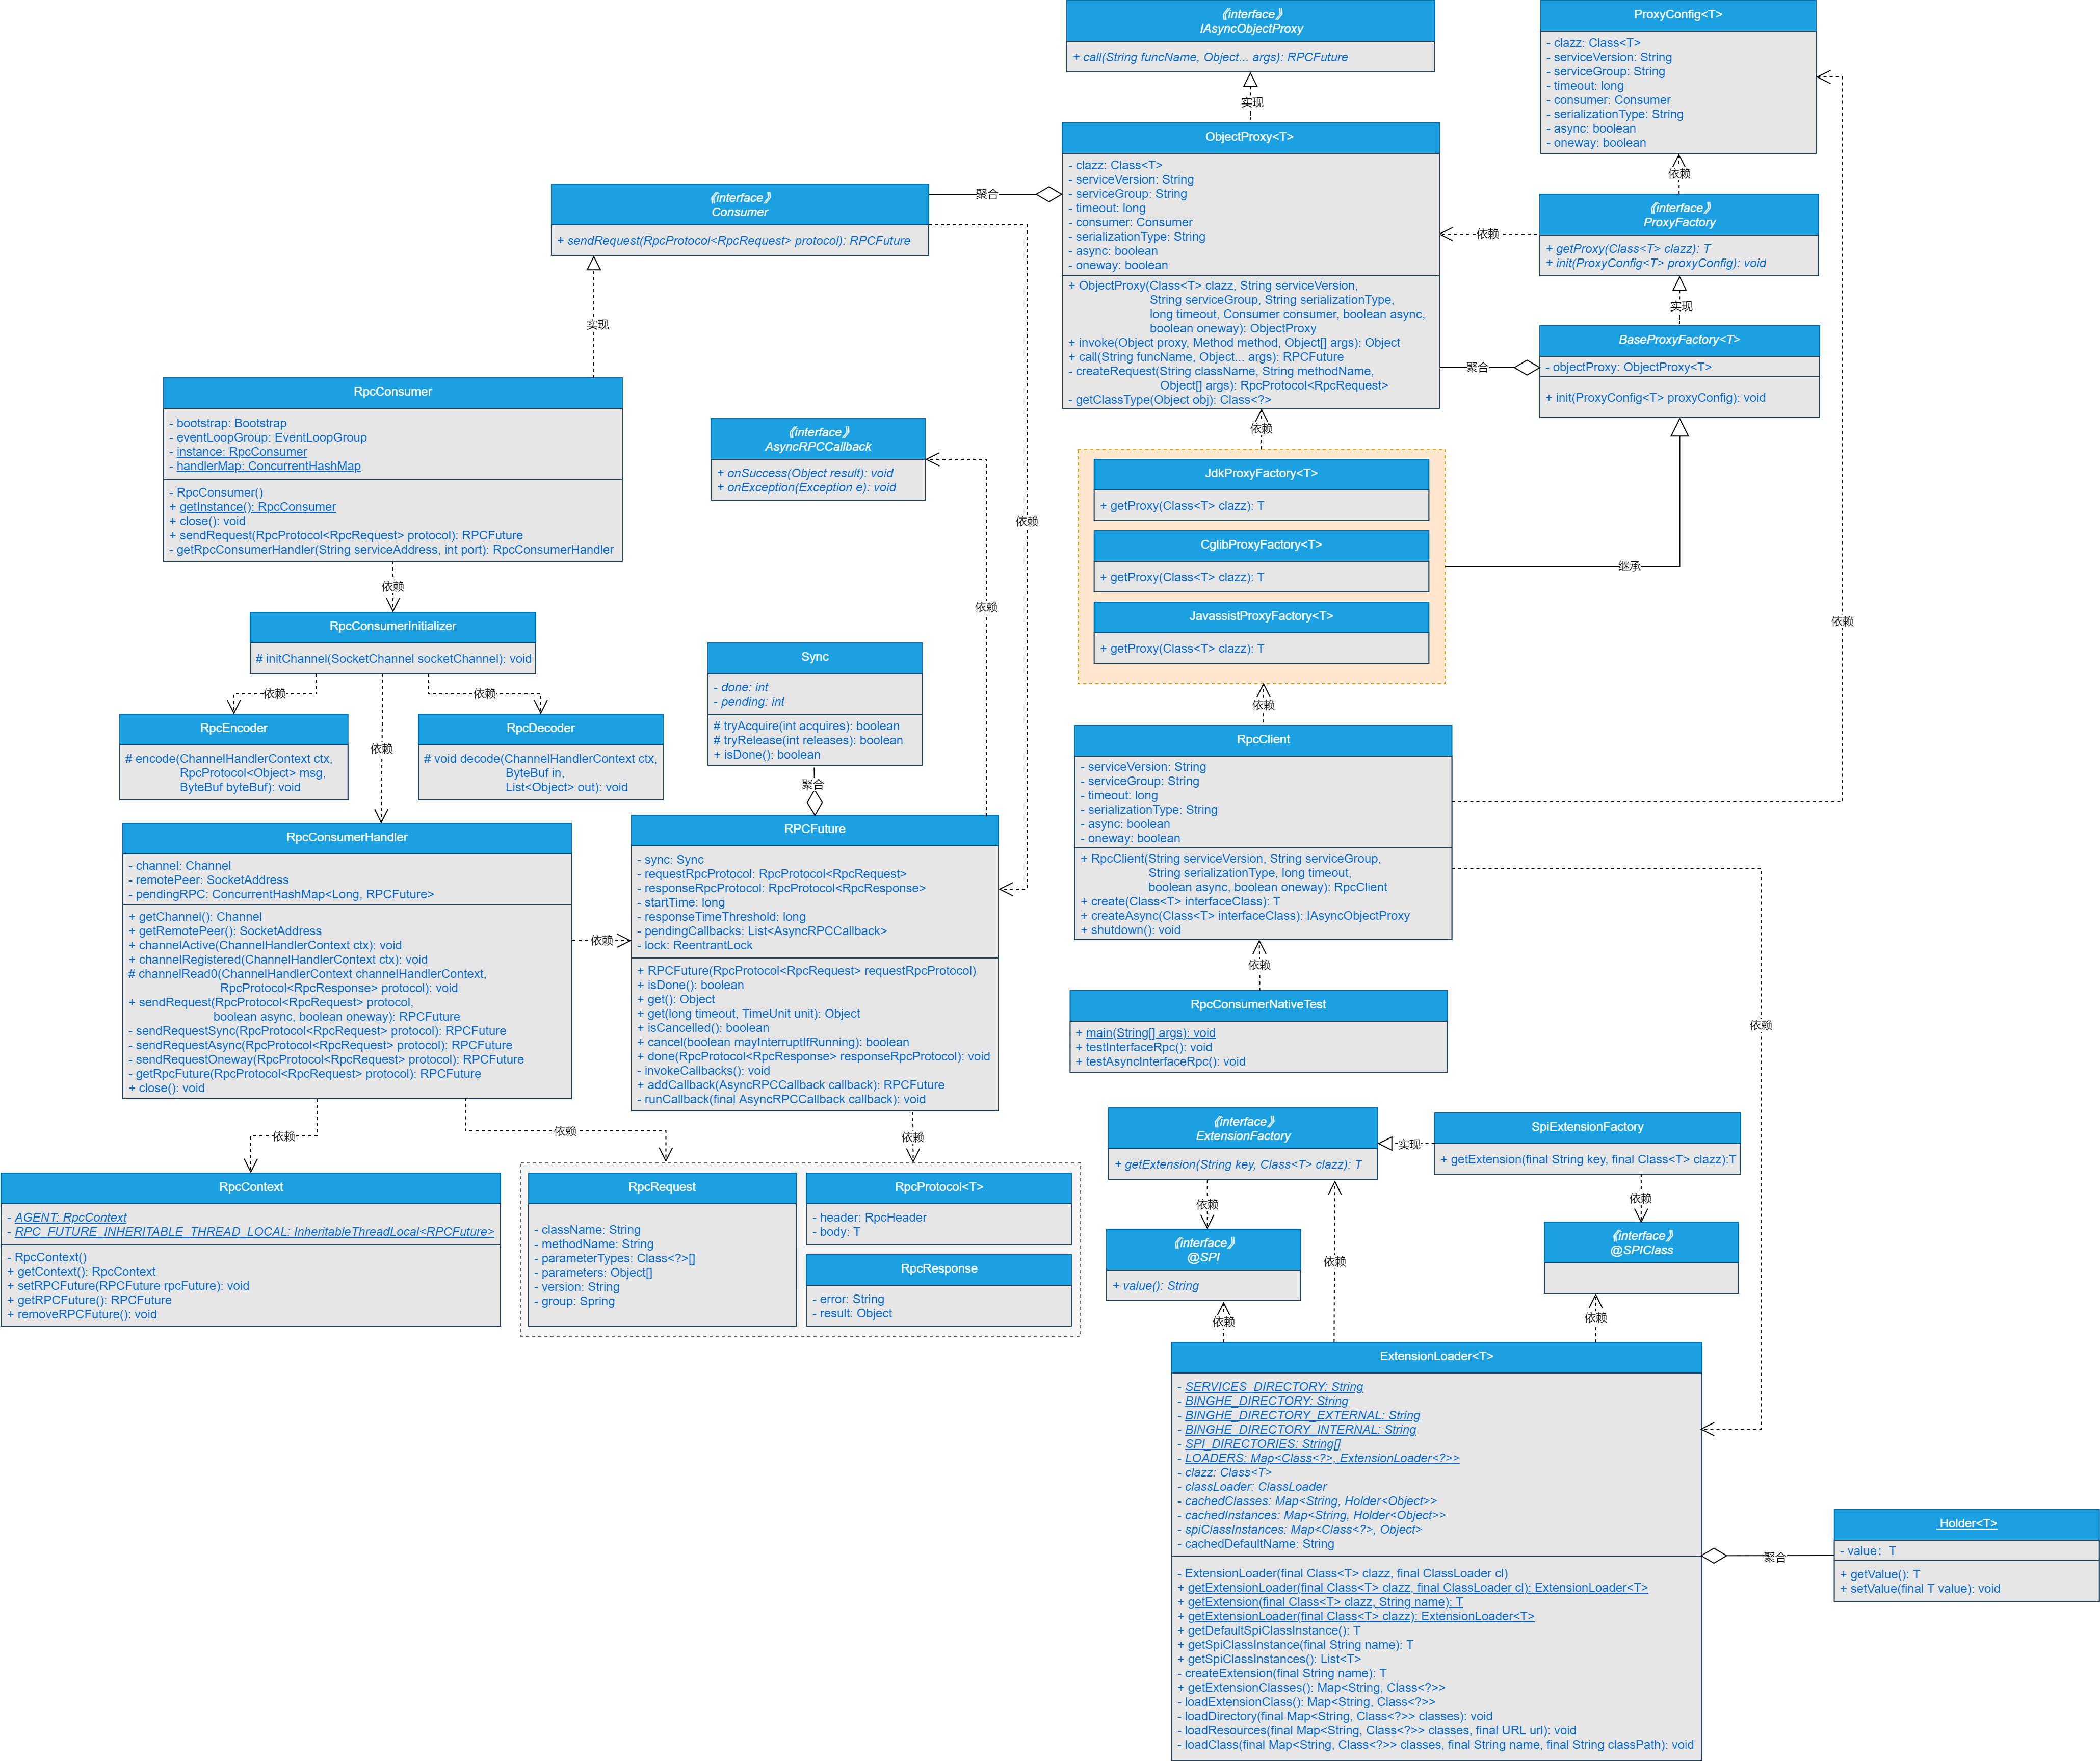 《interface》
IAsyncObjectProxy
+ call(String funcName, Object... args): RPCFuture
实现
ProxyConfig<T>
- clazz: Class<T>
- serviceVersion: String
- serviceGroup: String
- timeout: long
- consumer: Consumer
- serializationType: String
- async: boolean
- oneway: boolean
依赖
《interface》
ProxyFactory
+ getProxy(Class<T> clazz): T
+ init(ProxyConfig<T> proxyConfig): void
依赖
实现
BaseProxyFactory<T>
- objectProxy: ObjectProxy<T>
+ init(ProxyConfig<T> proxyConfig): void
聚合
ObjectProxy<T>
- clazz: Class<T>
- serviceVersion: String
- serviceGroup: String
- timeout: long
- consumer: Consumer
- serializationType: String
- async: boolean
- oneway: boolean
+ ObjectProxy(Class<T> clazz, String serviceVersion,
String serviceGroup, String serializationType,
long timeout, Consumer consumer, boolean async,
boolean oneway): ObjectProxy
+ invoke(Object proxy, Method method, Object[] args): Object
+ call(String funcName, Object... args): RPCFuture
- createRequest(String className, String methodName,
Object[] args): RpcProtocol<RpcRequest>
- getClassType(Object obj): Class<?>
聚合
《interface》
Consumer
+ sendRequest(RpcProtocol<RpcRequest> protocol): RPCFuture
实现
依赖
RpcConsumer
- bootstrap: Bootstrap
- eventLoopGroup: EventLoopGroup
- instance: RpcConsumer
- handlerMap: ConcurrentHashMap
- RpcConsumer()
+ getInstance(): RpcConsumer
+ close(): void
+ sendRequest(RpcProtocol<RpcRequest> protocol): RPCFuture
- getRpcConsumerHandler(String serviceAddress, int port): RpcConsumerHandler
依赖
《interface》
AsyncRPCCallback
+ onSuccess(Object result): void
+ onException(Exception e): void
依赖
依赖
JdkProxyFactory<T>
+ getProxy(Class<T> clazz): T
CglibProxyFactory<T>
+ getProxy(Class<T> clazz): T
JavassistProxyFactory<T>
+ getProxy(Class<T> clazz): T
继承
依赖
依赖
RpcConsumerInitializer
# initChannel(SocketChannel socketChannel): void
依赖
依赖
依赖
RpcEncoder
# encode(ChannelHandlerContext ctx,
RpcProtocol<Object> msg,
ByteBuf byteBuf): void
RpcDecoder
# void decode(ChannelHandlerContext ctx,
ByteBuf in,
List<Object> out): void
Sync
- done: int
- pending: int
# tryAcquire(int acquires): boolean
# tryRelease(int releases): boolean
+ isDone(): boolean
聚合
RpcClient
- serviceVersion: String
- serviceGroup: String
- timeout: long
- serializationType: String
- async: boolean
- oneway: boolean
+ RpcClient(String serviceVersion, String serviceGroup,
String serializationType, long timeout,
boolean async, boolean oneway): RpcClient
+ create(Class<T> interfaceClass): T
+ createAsync(Class<T> interfaceClass): IAsyncObjectProxy
+ shutdown(): void
依赖
依赖
RpcConsumerNativeTest
+ main(String[] args): void
+ testInterfaceRpc(): void
+ testAsyncInterfaceRpc(): void
RpcConsumerHandler
- channel: Channel
- remotePeer: SocketAddress
- pendingRPC: ConcurrentHashMap<Long, RPCFuture>
+ getChannel(): Channel
+ getRemotePeer(): SocketAddress
+ channelActive(ChannelHandlerContext ctx): void
+ channelRegistered(ChannelHandlerContext ctx): void
# channelRead0(ChannelHandlerContext channelHandlerContext,
RpcProtocol<RpcResponse> protocol): void
+ sendRequest(RpcProtocol<RpcRequest> protocol,
boolean async, boolean oneway): RPCFuture
- sendRequestSync(RpcProtocol<RpcRequest> protocol): RPCFuture
- sendRequestAsync(RpcProtocol<RpcRequest> protocol): RPCFuture
- sendRequestOneway(RpcProtocol<RpcRequest> protocol): RPCFuture
- getRpcFuture(RpcProtocol<RpcRequest> protocol): RPCFuture
+ close(): void
依赖
RPCFuture
- sync: Sync
- requestRpcProtocol: RpcProtocol<RpcRequest>
- responseRpcProtocol: RpcProtocol<RpcResponse>
- startTime: long
- responseTimeThreshold: long
- pendingCallbacks: List<AsyncRPCCallback>
- lock: ReentrantLock
+ RPCFuture(RpcProtocol<RpcRequest> requestRpcProtocol)
+ isDone(): boolean
+ get(): Object
+ get(long timeout, TimeUnit unit): Object
+ isCancelled(): boolean
+ cancel(boolean mayInterruptIfRunning): boolean
+ done(RpcProtocol<RpcResponse> responseRpcProtocol): void
- invokeCallbacks(): void
+ addCallback(AsyncRPCCallback callback): RPCFuture
- runCallback(final AsyncRPCCallback callback): void
依赖
依赖
依赖
RpcContext
- AGENT: RpcContext
- RPC_FUTURE_INHERITABLE_THREAD_LOCAL: InheritableThreadLocal<RPCFuture>
- RpcContext()
+ getContext(): RpcContext
+ setRPCFuture(RPCFuture rpcFuture): void
+ getRPCFuture(): RPCFuture
+ removeRPCFuture(): void
RpcRequest
- className: String
- methodName: String
- parameterTypes: Class<?>[]
- parameters: Object[]
- version: String
- group: Spring
RpcProtocol<T>
- header: RpcHeader
- body: T
RpcResponse
- error: String
- result: Object
《interface》
ExtensionFactory
+ getExtension(String key, Class<T> clazz): T
实现
SpiExtensionFactory
+ getExtension(final String key, final Class<T> clazz):T
依赖
依赖
《interface》
@SPI
+ value(): String
依赖
《interface》
@SPIClass
依赖
依赖
ExtensionLoader<T>
- SERVICES_DIRECTORY: String
- BINGHE_DIRECTORY: String
- BINGHE_DIRECTORY_EXTERNAL: String
- BINGHE_DIRECTORY_INTERNAL: String
- SPI_DIRECTORIES: String[]
- LOADERS: Map<Class<?>, ExtensionLoader<?>>
- clazz: Class<T>
- classLoader: ClassLoader
- cachedClasses: Map<String, Holder<Object>>
- cachedInstances: Map<String, Holder<Object>>
- spiClassInstances: Map<Class<?>, Object>
- cachedDefaultName: String
- ExtensionLoader(final Class<T> clazz, final ClassLoader cl)
+ getExtensionLoader(final Class<T> clazz, final ClassLoader cl): ExtensionLoader<T>
+ getExtension(final Class<T> clazz, String name): T
+ getExtensionLoader(final Class<T> clazz): ExtensionLoader<T>
+ getDefaultSpiClassInstance(): T
+ getSpiClassInstance(final String name): T
+ getSpiClassInstances(): List<T>
- createExtension(final String name): T
+ getExtensionClasses(): Map<String, Class<?>>
- loadExtensionClass(): Map<String, Class<?>>
- loadDirectory(final Map<String, Class<?>> classes): void
- loadResources(final Map<String, Class<?>> classes, final URL url): void
- loadClass(final Map<String, Class<?>> classes, final String name, final String classPath): void
聚合
Holder<T>
- value: T
+ getValue(): T
+ setValue(final T value): void